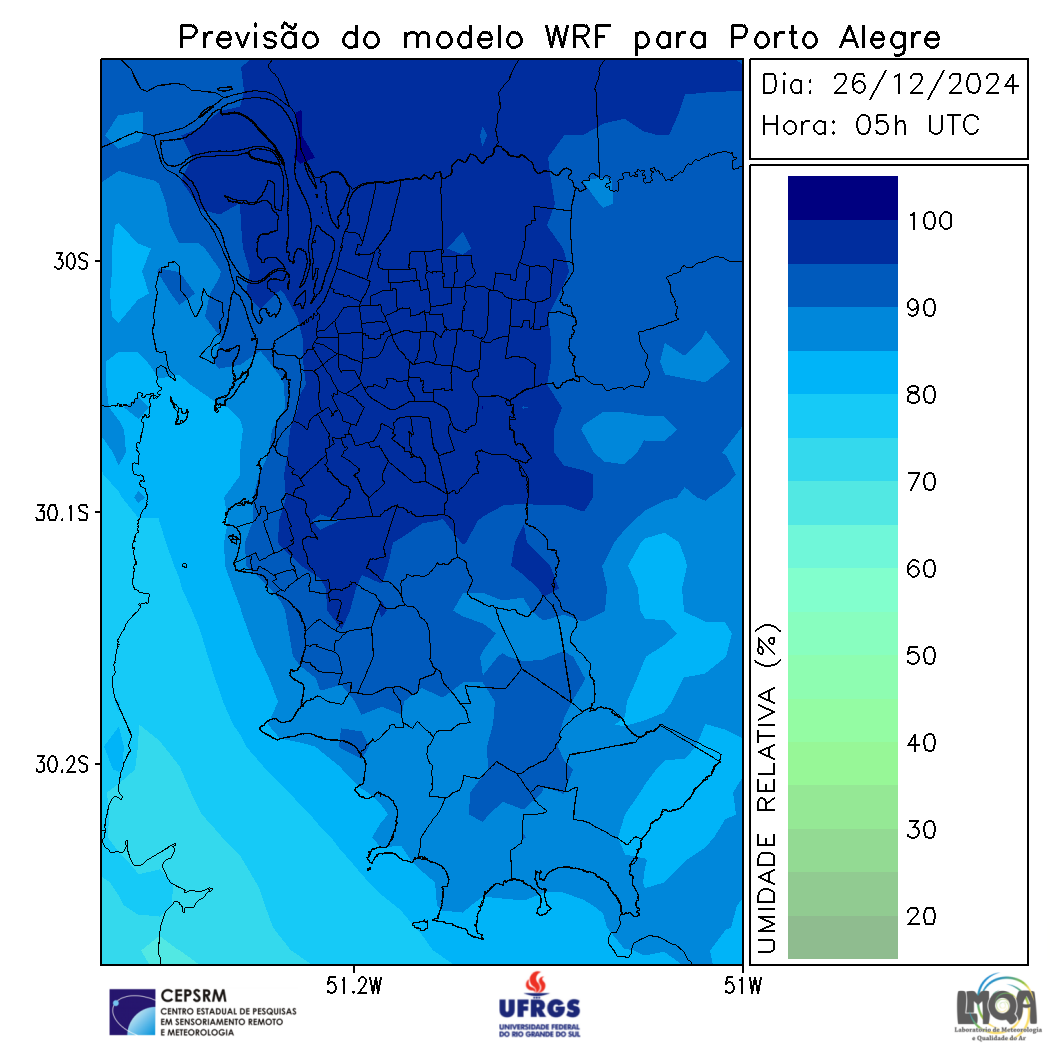 Previsão do modelo WRF para Porto Alegre
Dia: 26/12/2024
Hora: 05h UTC
100
90
80
70
60
50
40
30
20
UMIDADE RELATIVA (%)
30S
30.1S
30.2S
51.2W
51W
CEPSRM
CENTRO ESTADUAL DE PESQUISAS
EM SENSORIAMENTO REMOTO
E METEOROLOGIA
UFRGS
UNIVERSIDADE FEDERAL
DO RIO GRANDE DO SUL
LMQA
Laboratório de Meteorologia
e Qualidade do Ar